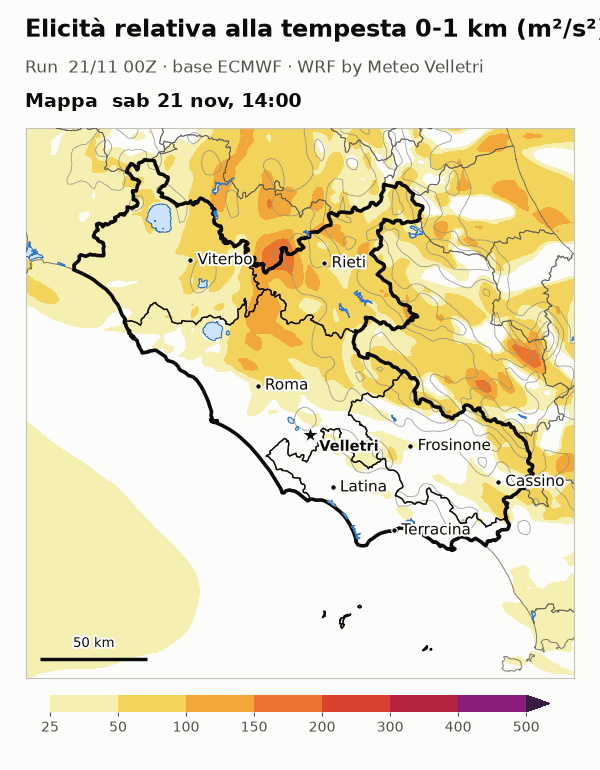 Elicità relativa alla tempesta 0-1 km (m²/s²)
Run 21/11 00Z · base ECMWF · WRF by Meteo Velletri
Mappa sab 21 nov, 14:00
Viterbo
Rieti
Roma
Velletri
Frosinone
Cassino
Latina
Terracina
50 km
25 50 100 150 200 300 400 500